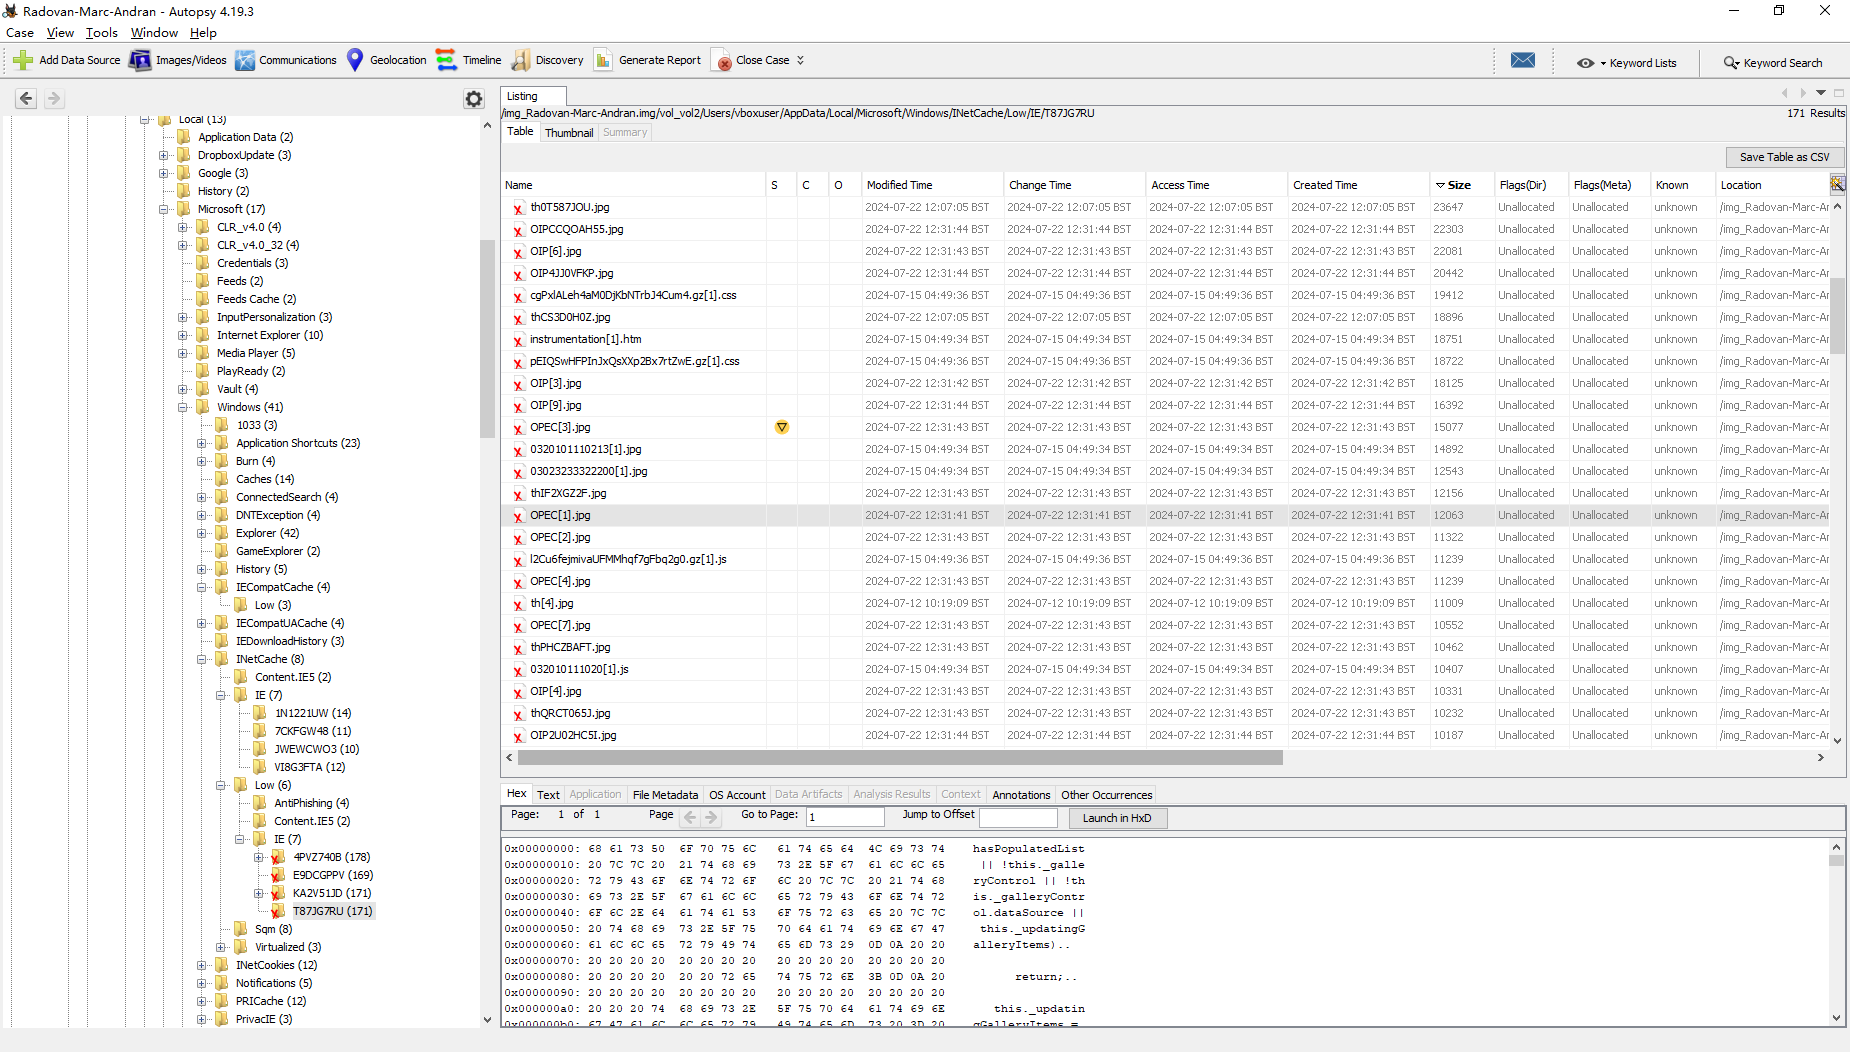 Radovan-Marc-Andran - Autopsy 4.19.3
Case View Tools Window Help
Add Data Source Images/Videos Communications Geolocation Timeline Discovery Generate Report Close Case Keyword Lists Keyword Search
Local (13)
Application Data (2)
DropboxUpdate (3)
Google (3)
History (2)
Microsoft (17)
CLR_v4.0 (4)
CLR_v4.0_32 (4)
Credentials (3)
Feeds (2)
Feeds Cache (2)
InputPersonalization (3)
Internet Explorer (10)
Media Player (5)
PlayReady (2)
Vault (4)
Windows (41)
1033 (3)
Application Shortcuts (23)
Burn (4)
Caches (14)
ConnectedSearch (4)
DNTException (4)
Explorer (42)
GameExplorer (2)
History (5)
IECompatCache (4)
Low (3)
IECompatUACache (4)
IEDownloadHistory (3)
INetCache (8)
Content.IE5 (2)
IE (7)
1N1221UW (14)
7CKFGW48 (11)
JWEWCWO3 (10)
VI8G3FTA (12)
Low (6)
AntiPhishing (4)
Content.IE5 (2)
IE (7)
4PVZ740B (178)
E9DCGPPV (169)
KA2V51JD (171)
T87JG7RU (171)
Sqm (8)
Virtualized (3)
INetCookies (12)
Notifications (5)
PRICache (12)
PrivacIE (3)
Listing
/img_Radovan-Marc-Andran.img/vol_vol2/Users/vboxuser/AppData/Local/Microsoft/Windows/INetCache/Low/IE/T87JG7RU 171 Results
Table Thumbnail Summary
Save Table as CSV
Name S C O Modified Time Change Time Access Time Created Time Size Flags(Dir) Flags(Meta) Known Location
th0T587JOU.jpg 2024-07-22 12:07:05 BST 2024-07-22 12:07:05 BST 2024-07-22 12:07:05 BST 2024-07-22 12:07:05 BST 23647 Unallocated Unallocated unknown /img_Radovan-Marc-Ar
OIPCCQOAH55.jpg 2024-07-22 12:31:44 BST 2024-07-22 12:31:44 BST 2024-07-22 12:31:44 BST 2024-07-22 12:31:44 BST 22303 Unallocated Unallocated unknown /img_Radovan-Marc-Ar
OIP[6].jpg 2024-07-22 12:31:43 BST 2024-07-22 12:31:43 BST 2024-07-22 12:31:43 BST 2024-07-22 12:31:43 BST 22081 Unallocated Unallocated unknown /img_Radovan-Marc-Ar
OIP4JJ0VFKP.jpg 2024-07-22 12:31:44 BST 2024-07-22 12:31:44 BST 2024-07-22 12:31:44 BST 2024-07-22 12:31:44 BST 20442 Unallocated Unallocated unknown /img_Radovan-Marc-Ar
cgPxlALeh4aM0DjKbNTrbJ4Cum4.gz[1].css 2024-07-15 04:49:36 BST 2024-07-15 04:49:36 BST 2024-07-15 04:49:36 BST 2024-07-15 04:49:36 BST 19412 Unallocated Unallocated unknown /img_Radovan-Marc-Ar
thCS3D0H0Z.jpg 2024-07-22 12:07:05 BST 2024-07-22 12:07:05 BST 2024-07-22 12:07:05 BST 2024-07-22 12:07:05 BST 18896 Unallocated Unallocated unknown /img_Radovan-Marc-Ar
instrumentation[1].htm 2024-07-15 04:49:34 BST 2024-07-15 04:49:34 BST 2024-07-15 04:49:34 BST 2024-07-15 04:49:34 BST 18751 Unallocated Unallocated unknown /img_Radovan-Marc-Ar
pEIQSwHFPInJxQsXXp2Bx7rtZwE.gz[1].css 2024-07-15 04:49:36 BST 2024-07-15 04:49:36 BST 2024-07-15 04:49:36 BST 2024-07-15 04:49:36 BST 18722 Unallocated Unallocated unknown /img_Radovan-Marc-Ar
OIP[3].jpg 2024-07-22 12:31:42 BST 2024-07-22 12:31:42 BST 2024-07-22 12:31:42 BST 2024-07-22 12:31:42 BST 18125 Unallocated Unallocated unknown /img_Radovan-Marc-Ar
OIP[9].jpg 2024-07-22 12:31:44 BST 2024-07-22 12:31:44 BST 2024-07-22 12:31:44 BST 2024-07-22 12:31:44 BST 16392 Unallocated Unallocated unknown /img_Radovan-Marc-Ar
OPEC[3].jpg 2024-07-22 12:31:43 BST 2024-07-22 12:31:43 BST 2024-07-22 12:31:43 BST 2024-07-22 12:31:43 BST 15077 Unallocated Unallocated unknown /img_Radovan-Marc-Ar
0320101110213[1].jpg 2024-07-15 04:49:34 BST 2024-07-15 04:49:34 BST 2024-07-15 04:49:34 BST 2024-07-15 04:49:34 BST 14892 Unallocated Unallocated unknown /img_Radovan-Marc-Ar
03023233322200[1].jpg 2024-07-22 12:31:43 BST 2024-07-15 04:49:34 BST 2024-07-15 04:49:34 BST 2024-07-15 04:49:34 BST 12543 Unallocated Unallocated unknown /img_Radovan-Marc-Ar
thIF2XGZ2F.jpg 2024-07-22 12:31:43 BST 2024-07-22 12:31:43 BST 2024-07-22 12:31:43 BST 2024-07-22 12:31:43 BST 12156 Unallocated Unallocated unknown /img_Radovan-Marc-Ar
OPEC[1].jpg 2024-07-22 12:31:41 BST 2024-07-22 12:31:41 BST 2024-07-22 12:31:41 BST 2024-07-22 12:31:41 BST 12063 Unallocated Unallocated unknown /img_Radovan-Marc-Ar
OPEC[2].jpg 2024-07-22 12:31:43 BST 2024-07-22 12:31:43 BST 2024-07-22 12:31:43 BST 2024-07-22 12:31:43 BST 11322 Unallocated Unallocated unknown /img_Radovan-Marc-Ar
l2Cu6fejmivaUFMMhqf7gFbq2g0.gz[1].js 2024-07-15 04:49:36 BST 2024-07-15 04:49:36 BST 2024-07-15 04:49:36 BST 2024-07-15 04:49:36 BST 11239 Unallocated Unallocated unknown /img_Radovan-Marc-Ar
OPEC[4].jpg 2024-07-22 12:31:43 BST 2024-07-22 12:31:43 BST 2024-07-22 12:31:43 BST 2024-07-22 12:31:43 BST 11239 Unallocated Unallocated unknown /img_Radovan-Marc-Ar
th[4].jpg 2024-07-12 10:19:09 BST 2024-07-12 10:19:09 BST 2024-07-12 10:19:09 BST 2024-07-12 10:19:09 BST 11009 Unallocated Unallocated unknown /img_Radovan-Marc-Ar
OPEC[7].jpg 2024-07-22 12:31:43 BST 2024-07-22 12:31:43 BST 2024-07-22 12:31:43 BST 2024-07-22 12:31:43 BST 10552 Unallocated Unallocated unknown /img_Radovan-Marc-Ar
thPHCZBAFT.jpg 2024-07-22 12:31:44 BST 2024-07-22 12:31:44 BST 2024-07-22 12:31:44 BST 2024-07-22 12:31:44 BST 10462 Unallocated Unallocated unknown /img_Radovan-Marc-Ar
032010111020[1].js 2024-07-15 04:49:34 BST 2024-07-15 04:49:34 BST 2024-07-15 04:49:34 BST 2024-07-15 04:49:34 BST 10407 Unallocated Unallocated unknown /img_Radovan-Marc-Ar
OIP[4].jpg 2024-07-22 12:31:43 BST 2024-07-22 12:31:43 BST 2024-07-22 12:31:43 BST 2024-07-22 12:31:43 BST 10331 Unallocated Unallocated unknown /img_Radovan-Marc-Ar
thQRCT065J.jpg 2024-07-22 12:31:43 BST 2024-07-22 12:31:43 BST 2024-07-22 12:31:43 BST 2024-07-22 12:31:43 BST 10232 Unallocated Unallocated unknown /img_Radovan-Marc-Ar
OIP2U02HC5I.jpg 2024-07-22 12:31:44 BST 2024-07-22 12:31:44 BST 2024-07-22 12:31:44 BST 2024-07-22 12:31:44 BST 10187 Unallocated Unallocated unknown /img_Radovan-Marc-Ar
Hex Text Application File Metadata OS Account Data Artifacts Analysis Results Context Annotations Other Occurrences
Page: 1 of 1 Page Go to Page: 1 Jump to Offset Launch in HxD
0x00000000: 68 61 73 50 6F 70 75 6C 61 74 65 64 4C 69 73 74 hasPopulatedList
0x00000010: 20 7C 7C 20 21 74 68 69 73 2E 5F 67 61 6C 6C 65 || !this._galle
0x00000020: 72 79 43 6F 6E 74 72 6F 6C 20 7C 7C 20 21 74 68 ryControl || !th
0x00000030: 69 73 2E 5F 67 61 6C 6C 65 72 79 43 6F 6E 74 72 is._galleryContr
0x00000040: 6F 6C 2E 64 61 74 61 53 6F 75 72 63 65 20 7C 7C ol.dataSource ||
0x00000050: 20 74 68 69 73 2E 5F 75 70 64 61 74 69 6E 67 47 this._updatingG
0x00000060: 61 6C 6C 65 72 79 49 74 65 6D 73 29 0D 0A 20 20 alleryItems)..
0x00000070: 20 20 20 20 20 20 20 20 20 20 20 20 20 20 20 20
0x00000080: 20 20 20 20 20 20 72 65 74 75 72 6E 3B 0D 0A 20 return;..
0x00000090: 20 20 20 20 20 20 20 20 20 20 20 20 20 20 20 20
0x000000a0: 20 20 20 74 68 69 73 2E 5F 75 70 64 61 74 69 6E this._updatin
0x000000b0: 67 47 61 6C 6C 65 72 79 49 74 65 6D 73 20 3D 20 gGalleryItems =